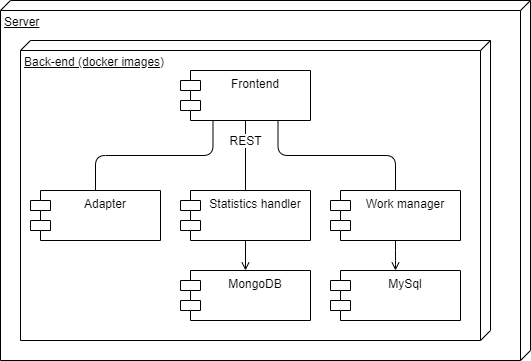 Server
Back-end (docker images)
Frontend
REST
Adapter
Statistics handler
Work manager
MongoDB
MySql